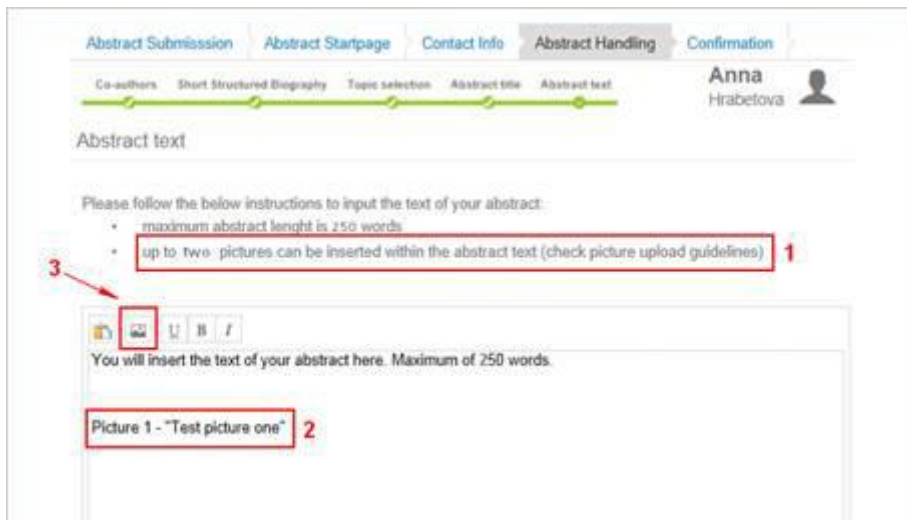 Abstract Submisssion Abstract Startpage Contact Info Abstract Handling Confirmation
Co-authors Short Structured Biography Topic selection Abstract title Abstract text
Anna
Hrabetova
Abstract text
Please follow the below instructions to input the text of your abstract:
• maximum abstract lenght is 250 words
• up to two pictures can be inserted within the abstract text (check picture upload guidelines) 1
3
U B I
You will insert the text of your abstract here. Maximum of 250 words.
Picture 1 - "Test picture one" 2